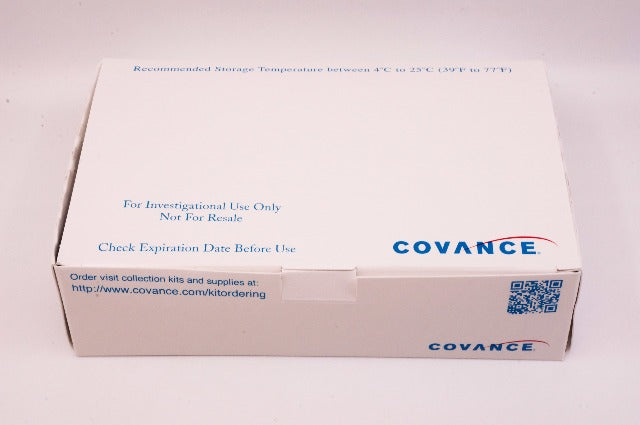 Recommended Storage Temperature between 4°C to 25°C (39°F to 77°F)
For Investigational Use Only
Not For Resale
Check Expiration Date Before Use
COVANCE
Order visit collection kits and supplies at:
http://www.covance.com/kitordering
COVANCE